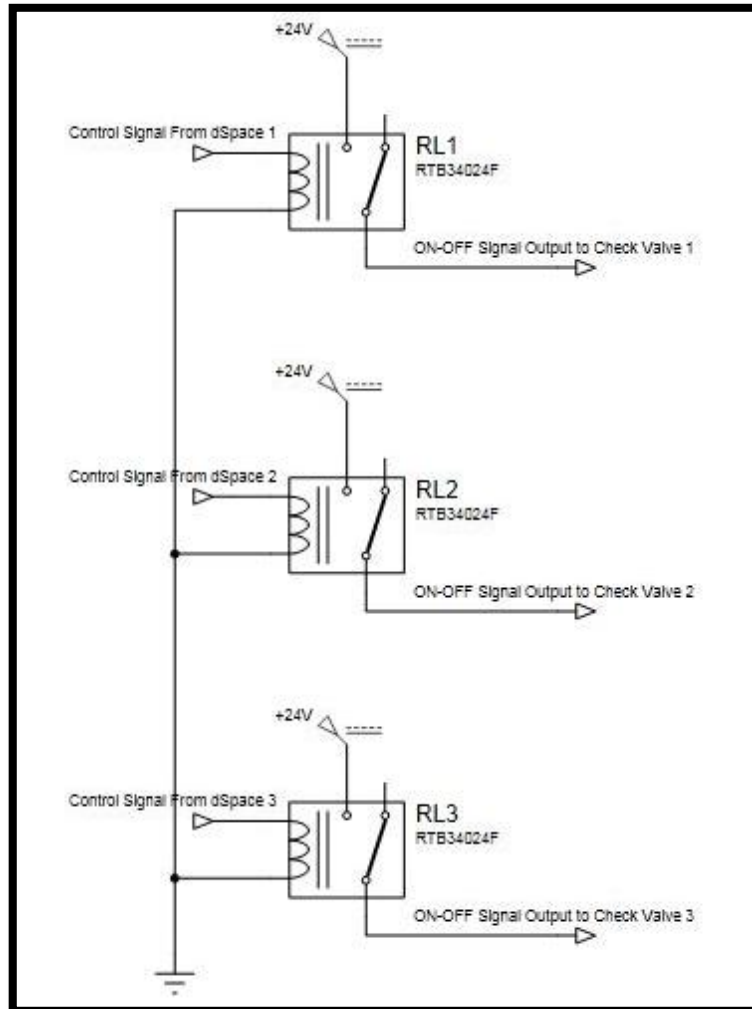 +24V
Control Signal From dSpace 1
RL1
RTB34024F
ON-OFF Signal Output to Check Valve 1
+24V
Control Signal From dSpace 2
RL2
RTB34024F
ON-OFF Signal Output to Check Valve 2
+24V
Control Signal From dSpace 3
RL3
RTB34024F
ON-OFF Signal Output to Check Valve 3